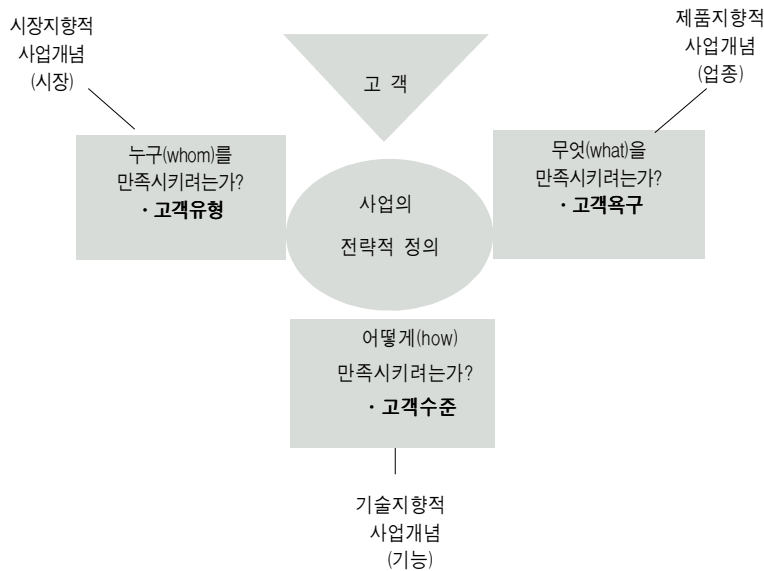 시장지향적
사업개념
(시장)
제품지향적
사업개념
(업종)
고 객
누구(whom)를
만족시키려는가?
· 고객유형
무엇(what)을
만족시키려는가?
· 고객욕구
사업의
전략적 정의
어떻게(how)
만족시키려는가?
· 고객수준
기술지향적
사업개념
(기능)